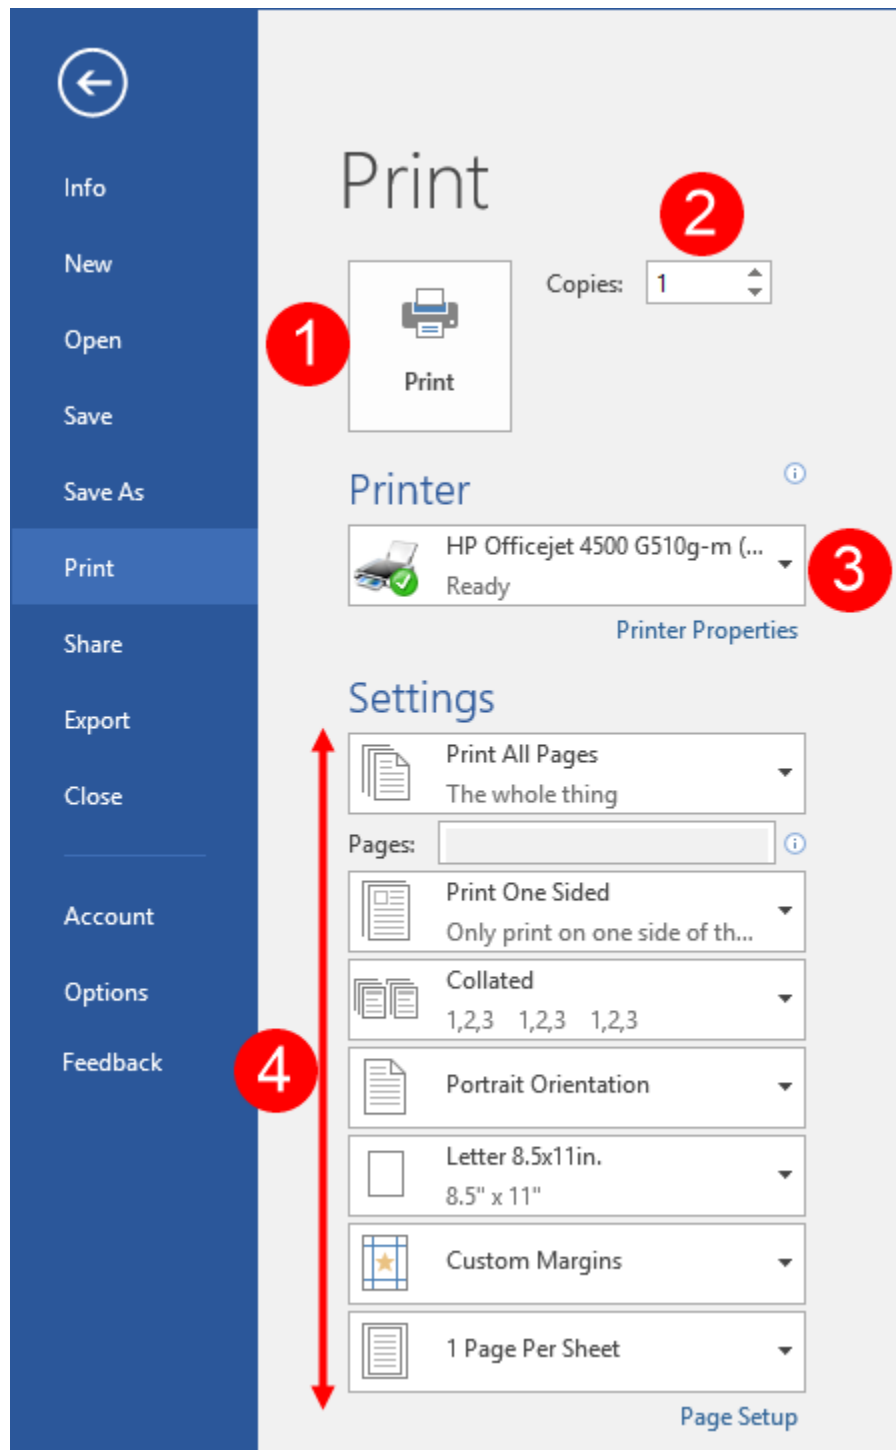 Info
New
Open
Save
Save As
Print
Share
Export
Close
Account
Options
Feedback
Print
1
Print
Copies:
1
2
Printer
HP Officejet 4500 G510g-m (...
Ready
3
Printer Properties
Settings
4
Print All Pages
The whole thing
Pages:
Print One Sided
Only print on one side of th...
Collated
1,2,3 1,2,3 1,2,3
Portrait Orientation
Letter 8.5x11in.
8.5" x 11"
Custom Margins
1 Page Per Sheet
Page Setup